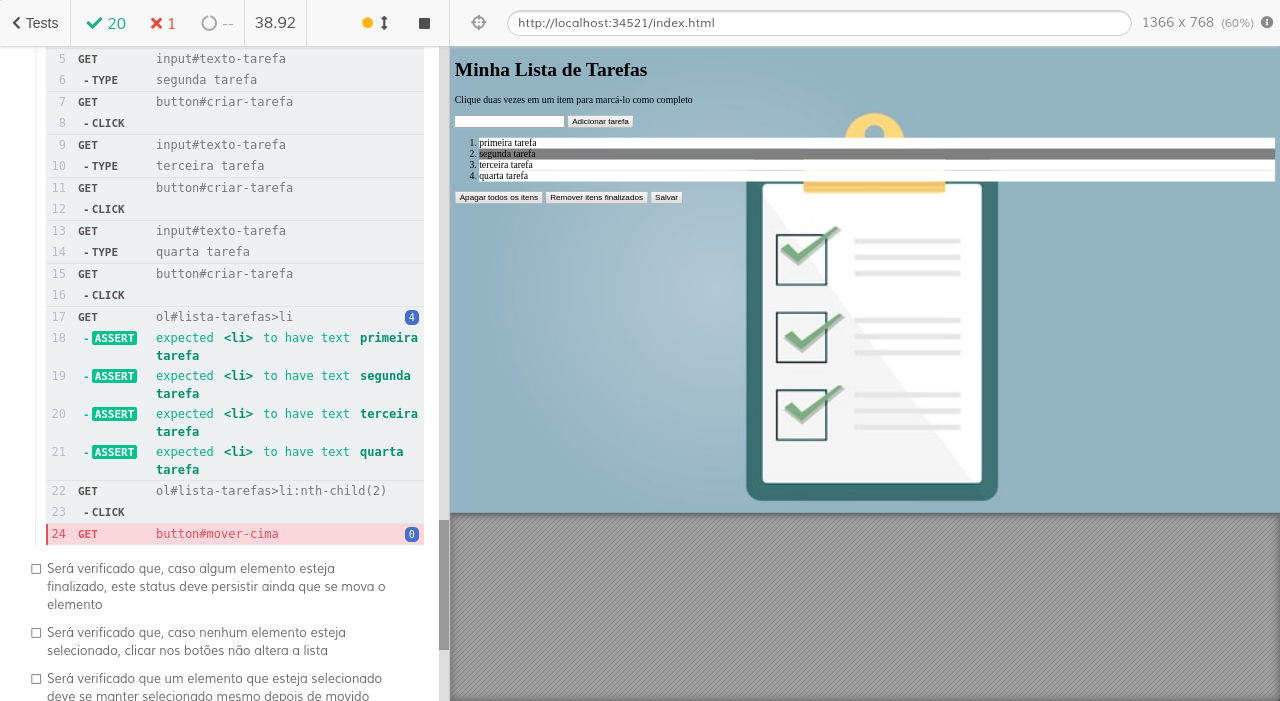 Tests 20 1 -- 38.92
http://localhost:34521/index.html 1366 x 768 (60%)
5 GET input#texto-tarefa
6 -TYPE segunda tarefa
7 GET button#criar-tarefa
8 -CLICK
9 GET input#texto-tarefa
10 -TYPE terceira tarefa
11 GET button#criar-tarefa
12 -CLICK
13 GET input#texto-tarefa
14 -TYPE quarta tarefa
15 GET button#criar-tarefa
16 -CLICK
17 GET ol#lista-tarefas>li 4
18 -ASSERT expected <li> to have text primeira
tarefa
19 -ASSERT expected <li> to have text segunda
tarefa
20 -ASSERT expected <li> to have text terceira
tarefa
21 -ASSERT expected <li> to have text quarta
tarefa
22 GET ol#lista-tarefas>li:nth-child(2)
23 -CLICK
24 GET button#mover-cima 0
Será verificado que, caso algum elemento esteja
finalizado, este status deve persistir ainda que se mova o
elemento
Será verificado que, caso nenhum elemento esteja
selecionado, clicar nos botões não altera a lista
Será verificado que um elemento que esteja selecionado
deve se manter selecionado mesmo depois de movido
Minha Lista de Tarefas
Clique duas vezes em um item para marcá-lo como completo
Adicionar tarefa
1. primeira tarefa
2. segunda tarefa
3. terceira tarefa
4. quarta tarefa
Apagar todos os itens Remover itens finalizados Salvar